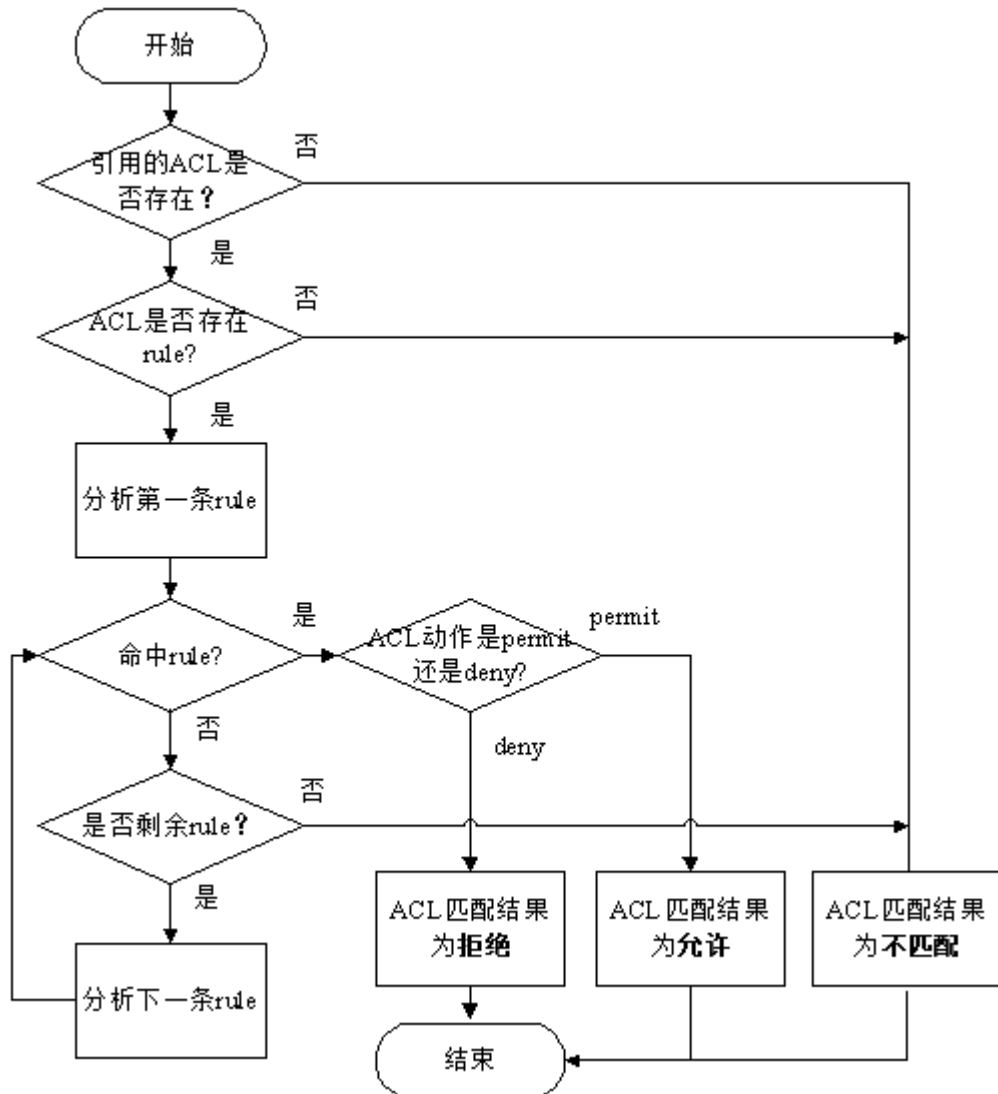 开始
引用的ACL是
否存在？
否
是
ACL是否存在
rule?
否
是
分析第一条rule
命中rule?
是
ACL动作是permit
还是deny?
permit
否
deny
是否剩余rule？
否
是
分析下一条rule
ACL匹配结果
为拒绝
ACL匹配结果
为允许
ACL匹配结果
为不匹配
结束